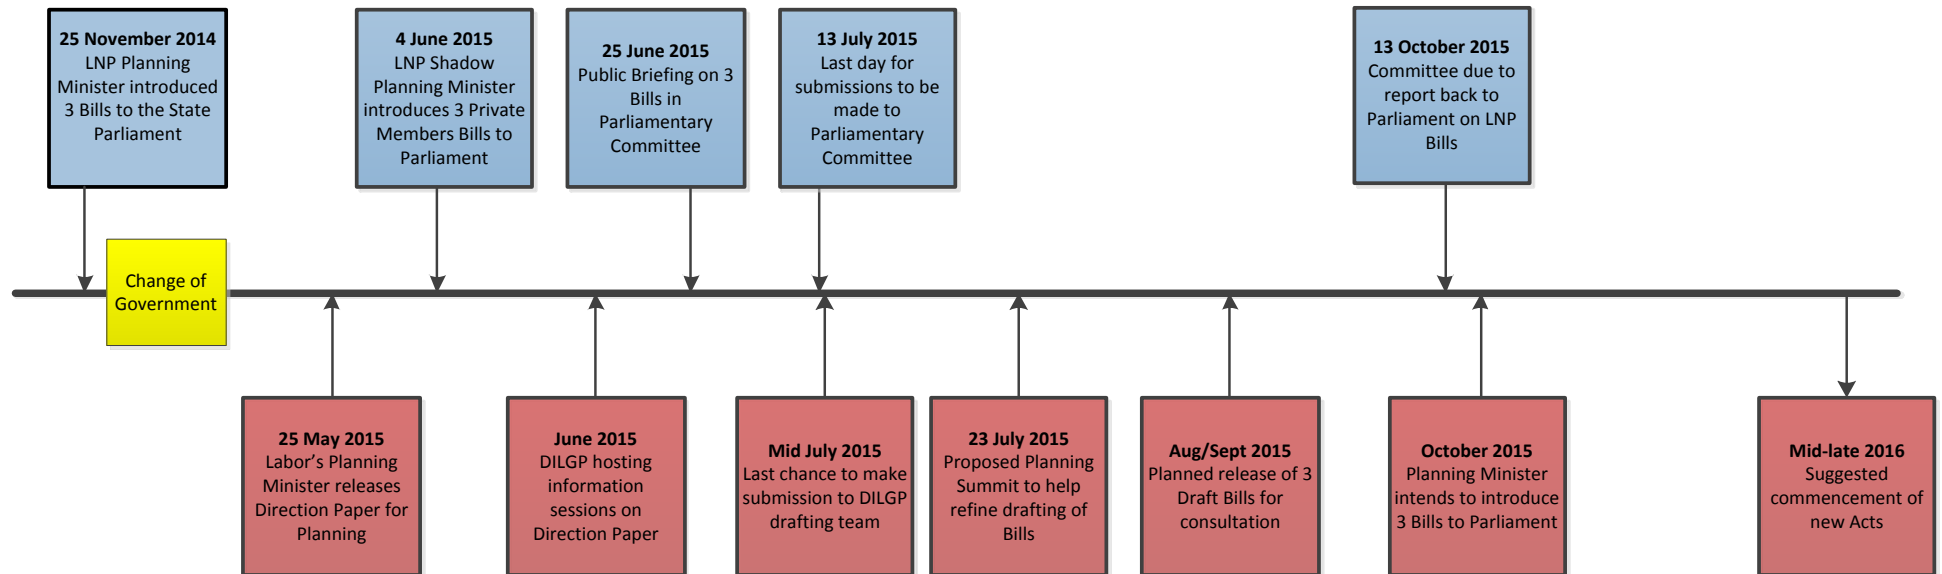 25 November 2014
LNP Planning
Minister introduced
3 Bills to the State
Parliament
4 June 2015
LNP Shadow
Planning Minister
introduces 3 Private
Members Bills to
Parliament
25 June 2015
Public Briefing on 3
Bills in
Parliamentary
Committee
13 July 2015
Last day for
submissions to be
made to
Parliamentary
Committee
13 October 2015
Committee due to
report back to
Parliament on LNP
Bills
Change of
Government
25 May 2015
Labor’s Planning
Minister releases
Direction Paper for
Planning
June 2015
DILGP hosting
information
sessions on
Direction Paper
Mid July 2015
Last chance to make
submission to DILGP
drafting team
23 July 2015
Proposed Planning
Summit to help
refine drafting of
Bills
Aug/Sept 2015
Planned release of 3
Draft Bills for
consultation
October 2015
Planning Minister
intends to introduce
3 Bills to Parliament
Mid-late 2016
Suggested
commencement of
new Acts